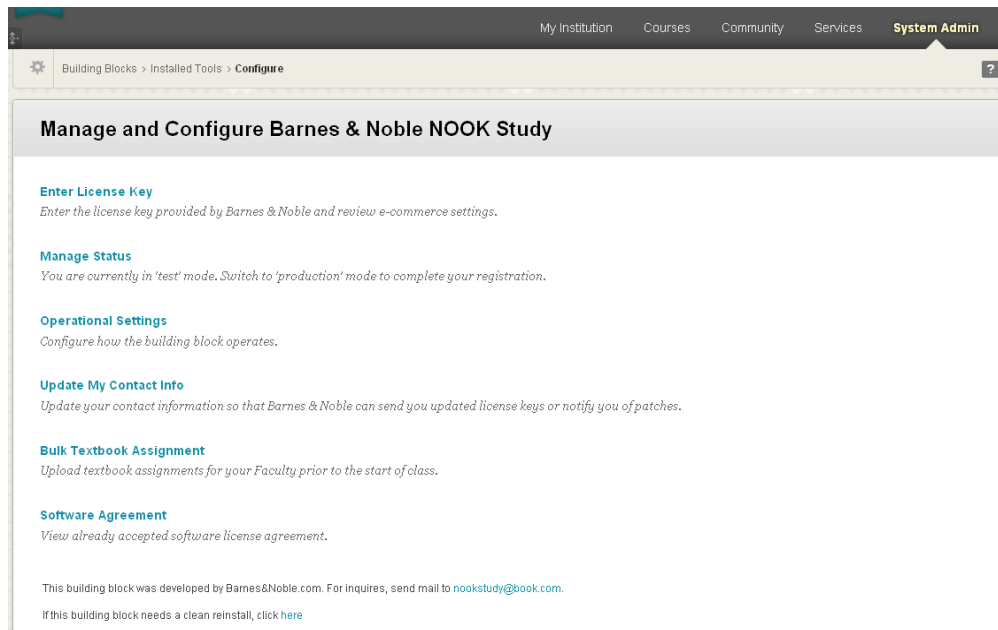 My Institution Courses Community Services System Admin
Building Blocks > Installed Tools > Configure ?
Manage and Configure Barnes & Noble NOOK Study
Enter License Key
Enter the license key provided by Barnes & Noble and review e-commerce settings.
Manage Status
You are currently in 'test' mode. Switch to 'production' mode to complete your registration.
Operational Settings
Configure how the building block operates.
Update My Contact Info
Update your contact information so that Barnes & Noble can send you updated license keys or notify you of patches.
Bulk Textbook Assignment
Upload textbook assignments for your Faculty prior to the start of class.
Software Agreement
View already accepted software license agreement.
This building block was developed by Barnes&Noble.com. For inquires, send mail to nookstudy@book.com.
If this building block needs a clean reinstall, click here